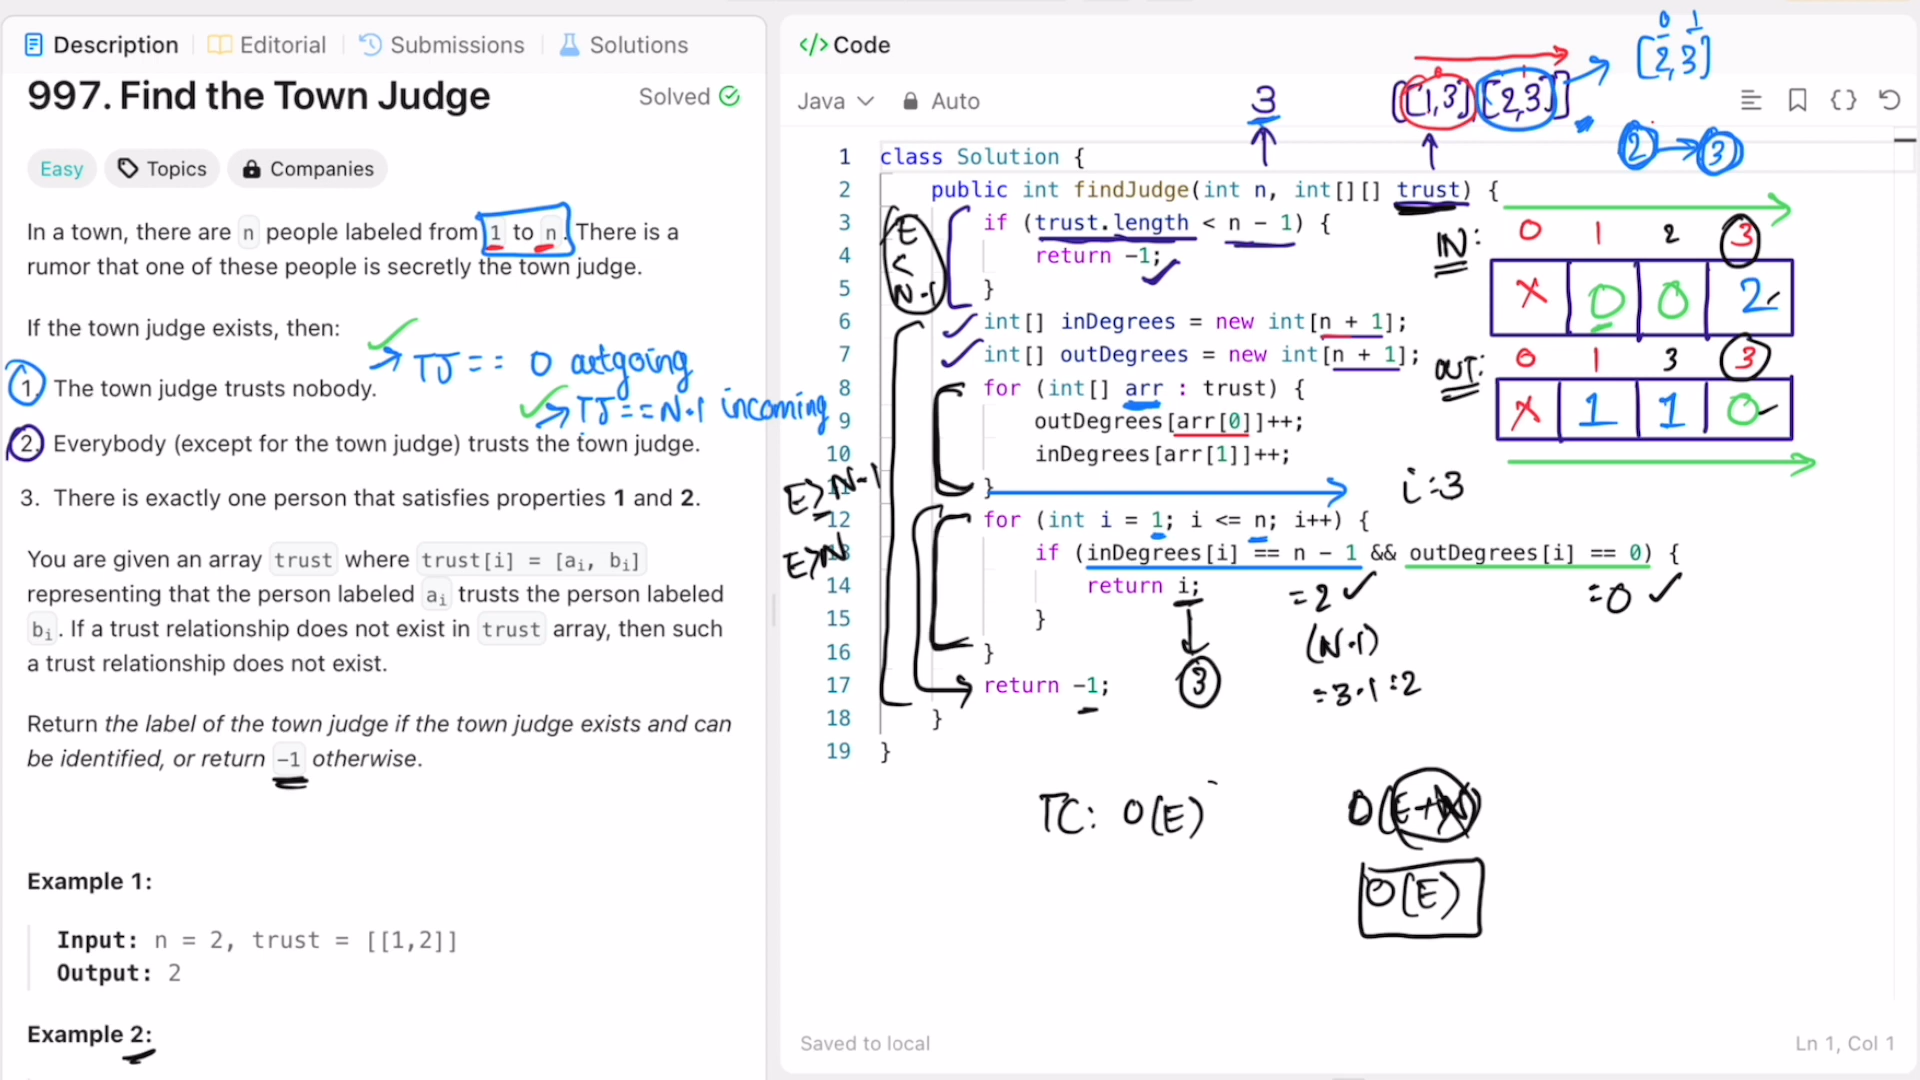 Description Editorial Submissions Solutions
997. Find the Town Judge
Solved
Easy Topics Companies
In a town, there are n people labeled from 1 to n. There is a
rumor that one of these people is secretly the town judge.
If the town judge exists, then:
TJ == 0 outgoing
1. The town judge trusts nobody.
TJ == N-1 incoming
2. Everybody (except for the town judge) trusts the town judge.
3. There is exactly one person that satisfies properties 1 and 2.
You are given an array trust where trust[i] = [ai, bi]
representing that the person labeled ai trusts the person labeled
bi. If a trust relationship does not exist in trust array, then such
a trust relationship does not exist.
Return the label of the town judge if the town judge exists and can
be identified, or return -1 otherwise.
Example 1:
Input: n = 2, trust = [[1,2]]
Output: 2
Example 2:
</> Code
Java Auto
3
[[1,3] [2,3]]
0 1
[2,3]
2 → 3
1 class Solution {
2 public int findJudge(int n, int[][] trust) {
3 if (trust.length < n - 1) {
4 return -1;
5 }
6 int[] inDegrees = new int[n + 1];
7 int[] outDegrees = new int[n + 1];
8 for (int[] arr : trust) {
9 outDegrees[arr[0]]++;
10 inDegrees[arr[1]]++;
11 }
12 for (int i = 1; i <= n; i++) {
13 if (inDegrees[i] == n - 1 && outDegrees[i] == 0) {
14 return i;
15 }
16 }
17 return -1;
18 }
19 }
E
<
N-1
E ≥ N-1
E > N
IN: 0 1 2 3
X 0 0 2
OUT: 0 1 3 3
X 1 1 0
i = 3
= 2 ✓
= 0 ✓
(N-1)
= 3-1 = 2
3
TC: O(E)
O(E+N)
O(E)
Saved to local
Ln 1, Col 1